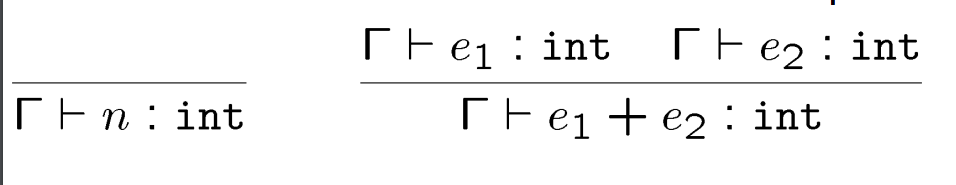 Γ ⊢ e₁ : int Γ ⊢ e₂ : int
Γ ⊢ n : int Γ ⊢ e₁ + e₂ : int